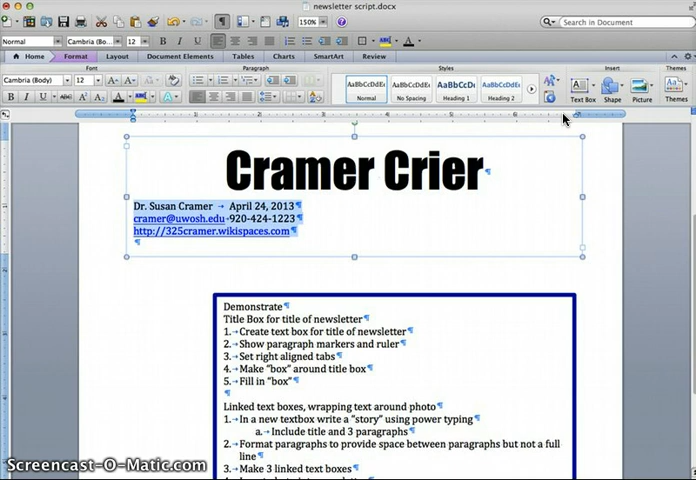 newsletter script.docx
150%
Search in Document
Normal Cambria (Bo... 12
Home Format Layout Document Elements Tables Charts SmartArt Review
Font Paragraph Styles Insert Themes
Cambria (Body) 12
AaBbCcDdEe AaBbCcDdEe AaBbCcDc AaBbCcDdEe
Normal No Spacing Heading 1 Heading 2 Text Box Shape Picture Themes
Cramer Crier
Dr. Susan Cramer → April 24, 2013¶
cramer@uwosh.edu 920-424-1223¶
http://325cramer.wikispaces.com¶
Demonstrate¶
Title Box for title of newsletter¶
1. Create text box for title of newsletter¶
2. Show paragraph markers and ruler¶
3. Set right aligned tabs¶
4. Make "box" around title box¶
5. Fill in "box"¶
Linked text boxes, wrapping text around photo¶
1. In a new textbox write a "story" using power typing¶
a. Include title and 3 paragraphs¶
2. Format paragraphs to provide space between paragraphs but not a full
line¶
3. Make 3 linked text boxes¶
Screencast-O-Matic.com